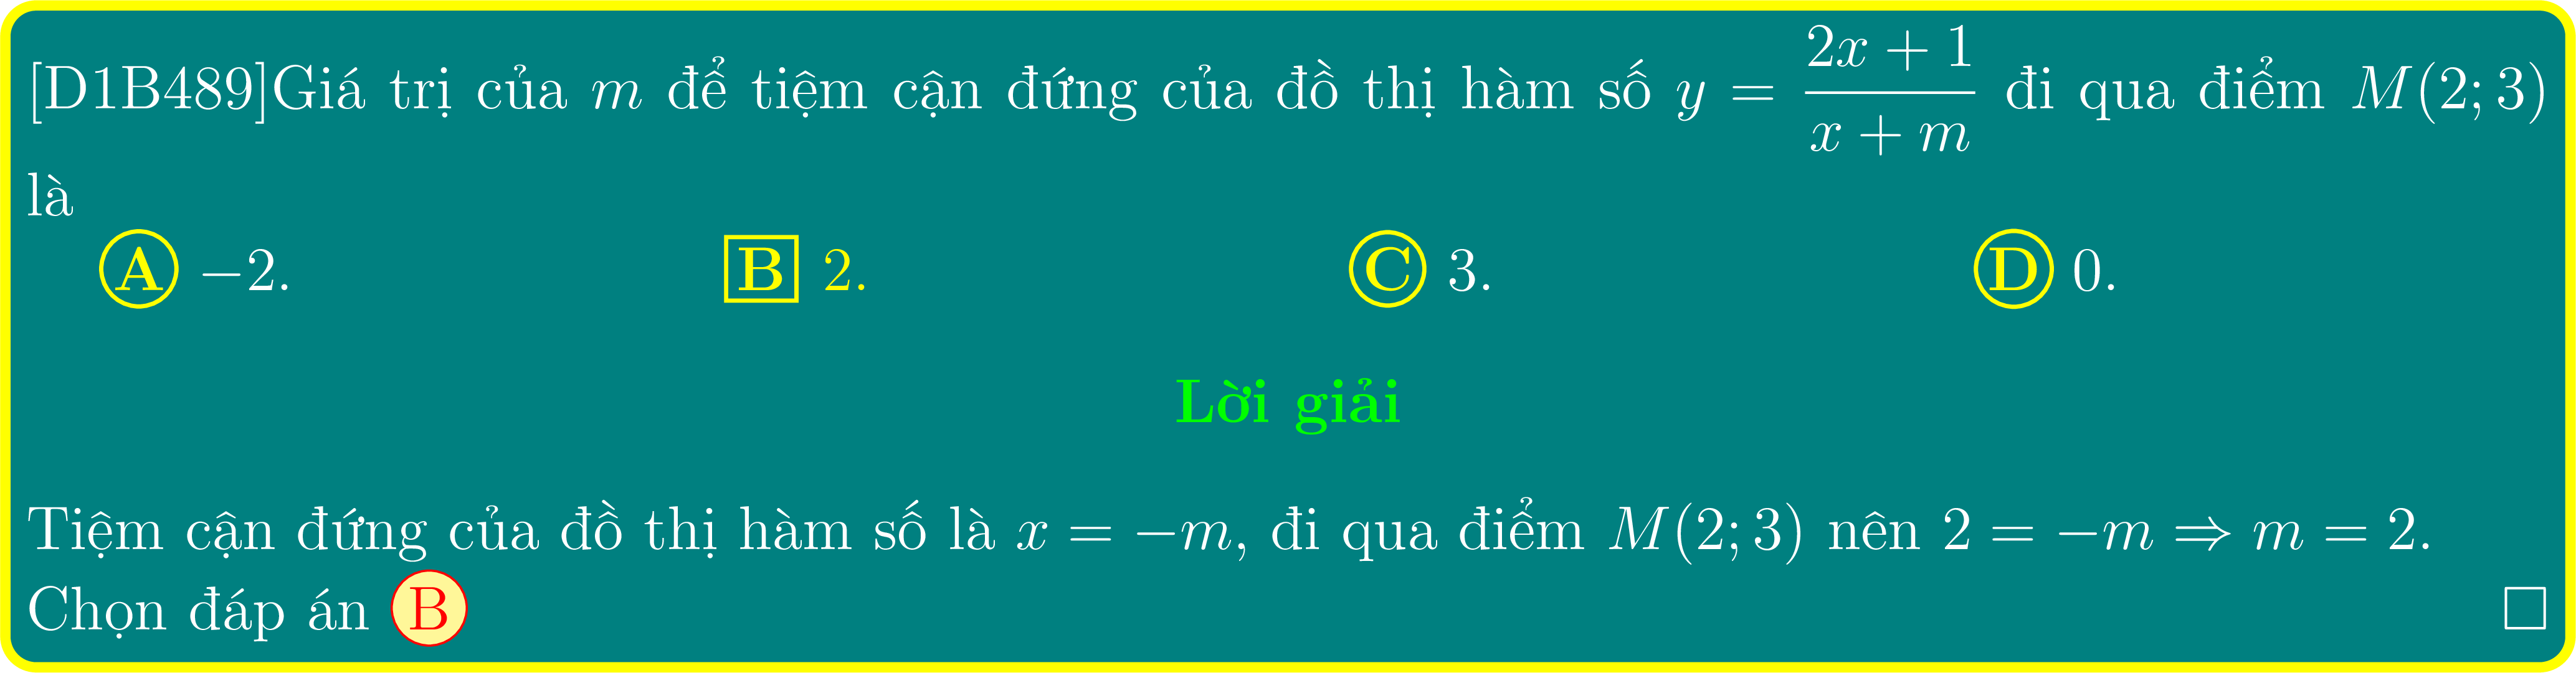 [D1B489]Giá trị của m để tiệm cận đứng của đồ thị hàm số y = \frac{2x + 1}{x + m} đi qua điểm M(2; 3)
là
A −2. B 2. C 3. D 0.
Lời giải
Tiệm cận đứng của đồ thị hàm số là x = −m, đi qua điểm M(2; 3) nên 2 = −m ⇒ m = 2.
Chọn đáp án B □